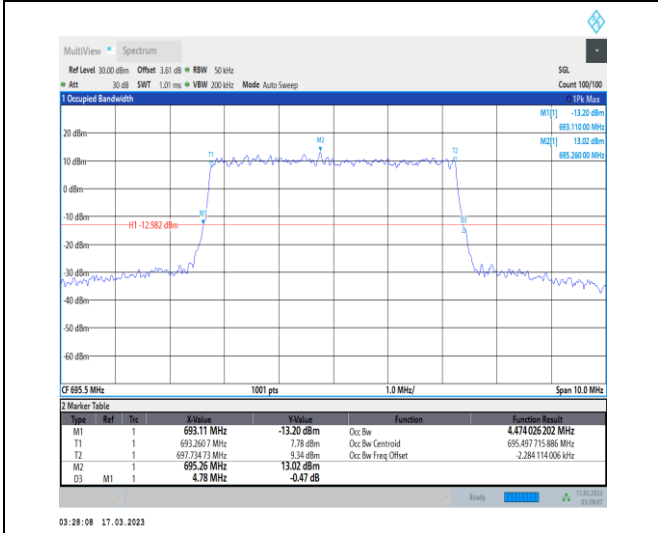 MultiView Spectrum
Ref Level 30.00 dBm Offset 3.61 dB RBW 50 kHz SGL
Att 30 dB SWT 1.01 ms VBW 200 kHz Mode Auto Sweep Count 100/100
1 Occupied Bandwidth 1Pk Max
M1[1] -13.20 dBm
693.110 00 MHz
M2[1] 13.02 dBm
695.260 00 MHz
20 dBm
M2
T1
T2
10 dBm
0 dBm
-10 dBm
M1
D3
H1 -12.982 dBm
-30 dBm
-40 dBm
-50 dBm
-60 dBm
CF 695.5 MHz 1001 pts 1.0 MHz/ Span 10.0 MHz
2 Marker Table
Type Ref Trc X-Value Y-Value Function Function Result
M1 1 693.11 MHz -13.20 dBm Occ Bw 4.474 026 202 MHz
T1 1 693.260 7 MHz 7.78 dBm Occ Bw Centroid 695.497 715 886 MHz
T2 1 697.734 73 MHz 9.34 dBm Occ Bw Freq Offset -2.284 114 006 kHz
M2 1 695.26 MHz 13.02 dBm
D3 M1 1 4.78 MHz -0.47 dB
Ready 17.03.2023
03:28:07
03:28:08 17.03.2023